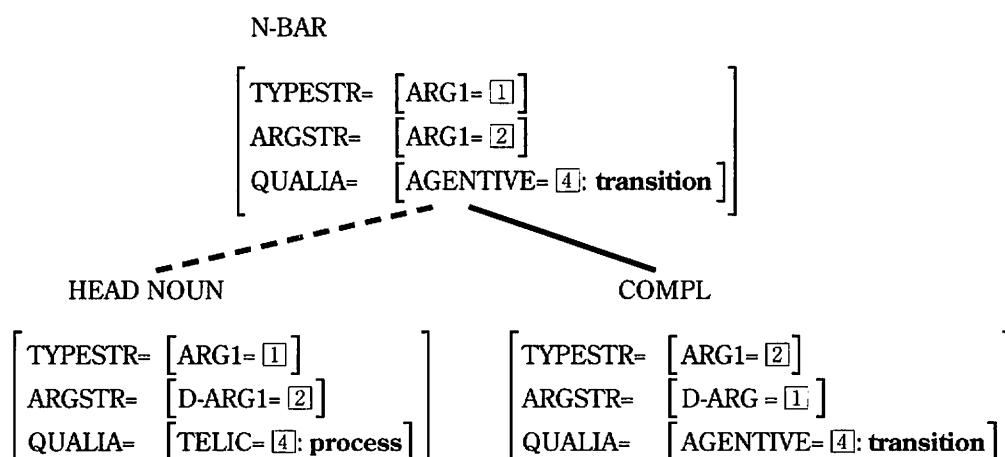 N-BAR
TYPESTR= [ARG1= 1]
ARGSTR= [ARG1= 2]
QUALIA= [AGENTIVE= 4: transition]
HEAD NOUN COMPL
TYPESTR= [ARG1= 1] TYPESTR= [ARG1= 2]
ARGSTR= [D-ARG1= 2] ARGSTR= [D-ARG = 1]
QUALIA= [TELIC= 4: process] QUALIA= [AGENTIVE= 4: transition]